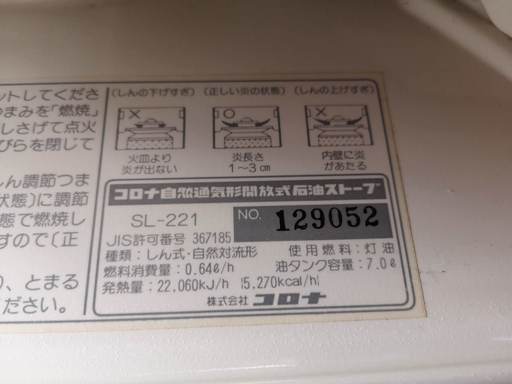 ットしてくださ
つまみを「燃焼」
しさげて点火
びらを閉じて
しん調節つま
状態)に調節
態で燃焼し
すので〔正
)、とまる
ください。
(しんの下げすぎ) (正しい炎の状態) (しんの上げすぎ)
火皿より
炎が出ない
炎長さ
1~3㎝
内壁に炎
があたる
コロナ自然通気形開放式石油ストーブ
SL-221
NO. 129052
JIS許可番号 367185
種類：しん式・自然対流形
使用燃料：灯油
燃料消費量：0.64ℓ/h
油タンク容量：7.0ℓ
発熱量：22,060kJ/h {5,270kcal/h}
株式会社 コロナ